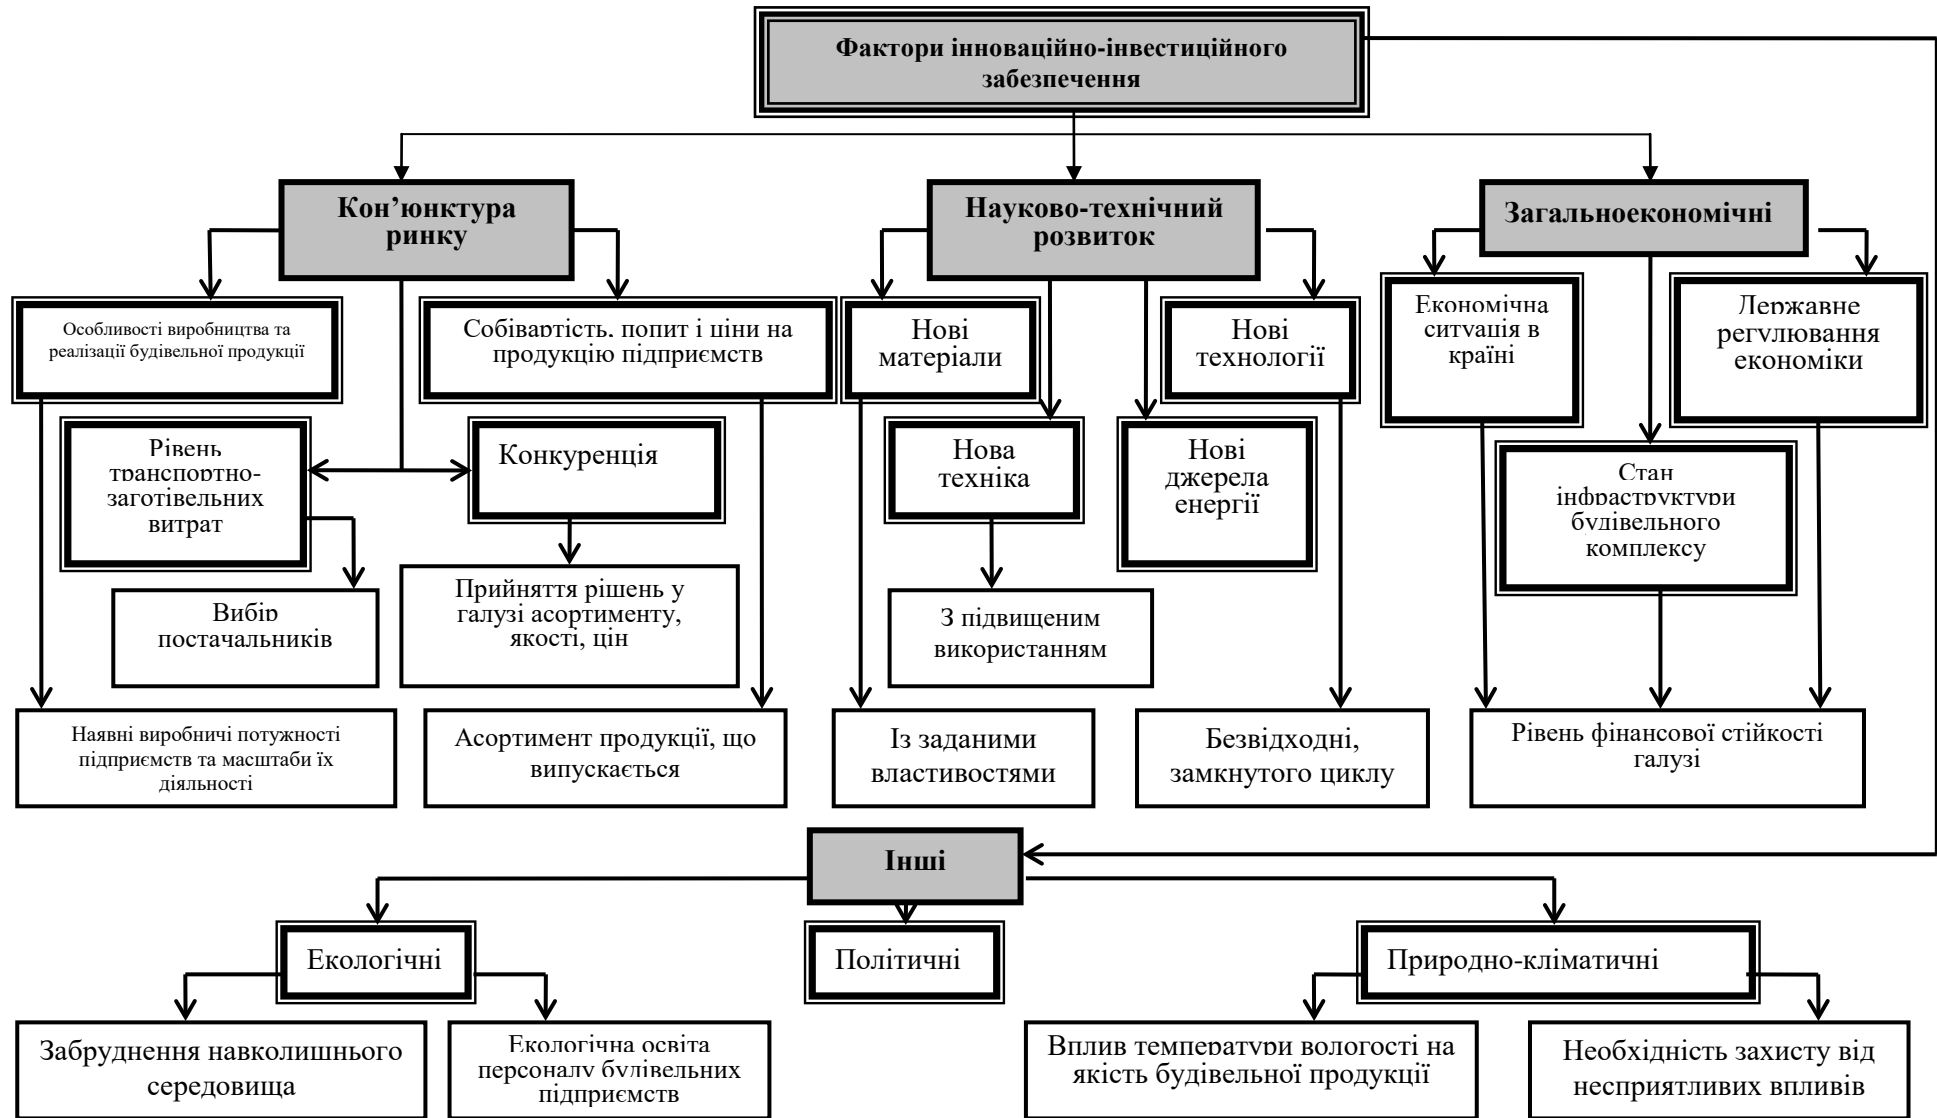 Фактори інноваційно-інвестиційного
забезпечення
Кон’юнктура
ринку
Науково-технічний
розвиток
Загальноекономічні
Особливості виробництва та
реалізації будівельної продукції
Собівартість, попит і ціни на
продукцію підприємств
Нові
матеріали
Нові
технології
Економічна
ситуація в
країні
Державне
регулювання
економіки
Рівень
транспортно-
заготівельних
витрат
Конкуренція
Нова
техніка
Нові
джерела
енергії
Стан
інфраструктури
будівельного
комплексу
Вибір
постачальників
Прийняття рішень у
галузі асортименту,
якості, цін
З підвищеним
використанням
Наявні виробничі потужності
підприємств та масштаби їх
діяльності
Асортимент продукції, що
випускається
Із заданими
властивостями
Безвідходні,
замкнутого циклу
Рівень фінансової стійкості
галузі
Інші
Екологічні
Політичні
Природно-кліматичні
Забруднення навколишнього
середовища
Екологічна освіта
персоналу будівельних
підприємств
Вплив температури вологості на
якість будівельної продукції
Необхідність захисту від
несприятливих впливів